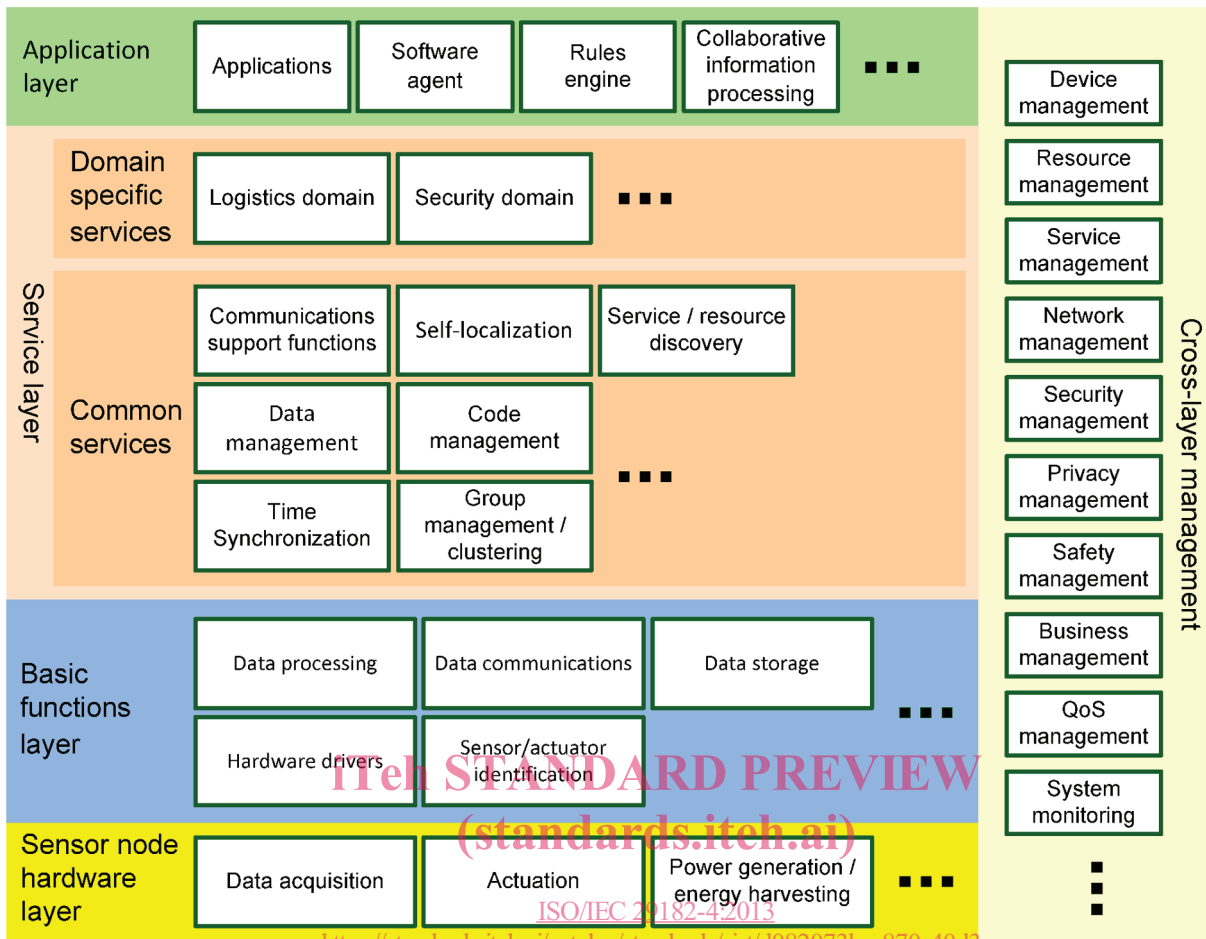 Application
layer
Applications
Software
agent
Rules
engine
Collaborative
information
processing
Service layer
Domain
specific
services
Logistics domain
Security domain
Common
services
Communications
support functions
Self-localization
Service / resource
discovery
Data
management
Code
management
Time
Synchronization
Group
management /
clustering
Basic
functions
layer
Data processing
Data communications
Data storage
Hardware drivers
Sensor/actuator
identification
iTeh STANDARD PREVIEW
(standards.iteh.ai)
Sensor node
hardware
layer
Data acquisition
Actuation
Power generation /
energy harvesting
ISO/IEC 29182-4:2013
Cross-layer management
Device
management
Resource
management
Service
management
Network
management
Security
management
Privacy
management
Safety
management
Business
management
QoS
management
System
monitoring